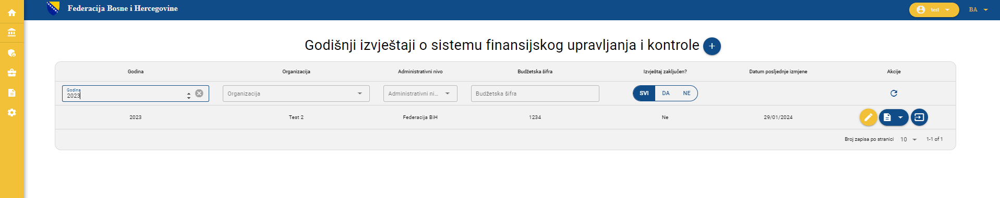 Federacija Bosne i Hercegovine
test
BA
Godišnji izvještaji o sistemu finansijskog upravljanja i kontrole
Godina Organizacija Administrativni nivo Budžetska šifra Izvještaj zaključen? Datum posljednje izmjene Akcije
Godina
2023 Organizacija Administrativni ni... Budžetska šifra SVI DA NE
2023 Test 2 Federacija BiH 1234 Ne 29/01/2024
Broj zapisa po stranici 10 1-1 of 1